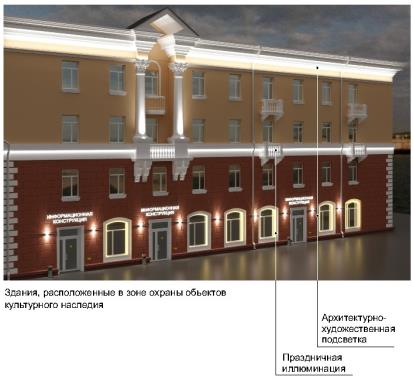 ИНФОРМАЦИОННАЯ
КОНСТРУКЦИЯ
ИНФОРМАЦИОННАЯ
КОНСТРУКЦИЯ
ИНФОРМАЦИОННАЯ
КОНСТРУКЦИЯ
Здания, расположенные в зоне охраны объектов
культурного наследия
Архитектурно-
художественная
подсветка
Праздничная
иллюминация